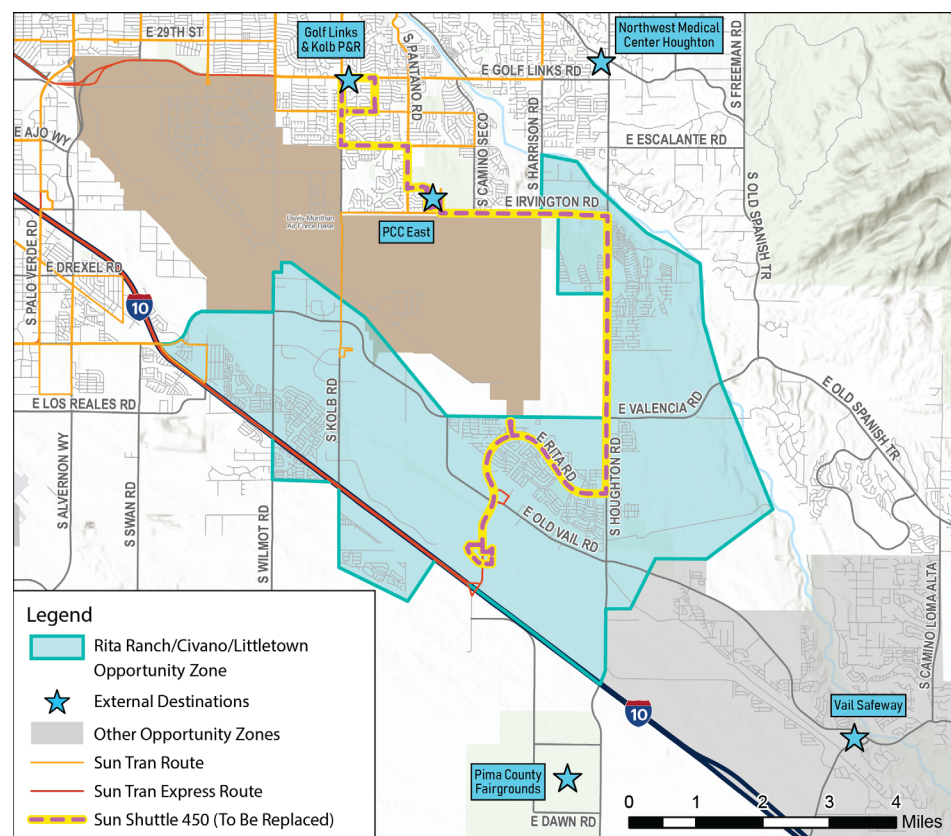 E 29TH ST
Golf Links
& Kolb P&R
S PANTANO RD
Northwest Medical
Center Houghton
S FREEMAN RD
E GOLF LINKS RD
E AJO WY
S CAMINO SECO
S HARRISON RD
E ESCALANTE RD
S OLD SPANISH TR
E IRVINGTON RD
PCC East
Davis-Monthan
Air Force Base
S PALO VERDE RD
E DREXEL RD
10
E LOS REALES RD
S KOLB RD
E VALENCIA RD
E OLD SPANISH TR
E RITA RD
S HOUGHTON RD
S ALVERNON WY
S SWAN RD
S WILMOT RD
E OLD VAIL RD
S CAMINO LOMA ALTA
10
Vail Safeway
Pima County
Fairgrounds
E DAWN RD
Legend
Rita Ranch/Civano/Littletown
Opportunity Zone
External Destinations
Other Opportunity Zones
Sun Tran Route
Sun Tran Express Route
Sun Shuttle 450 (To Be Replaced)
0 1 2 3 4
Miles